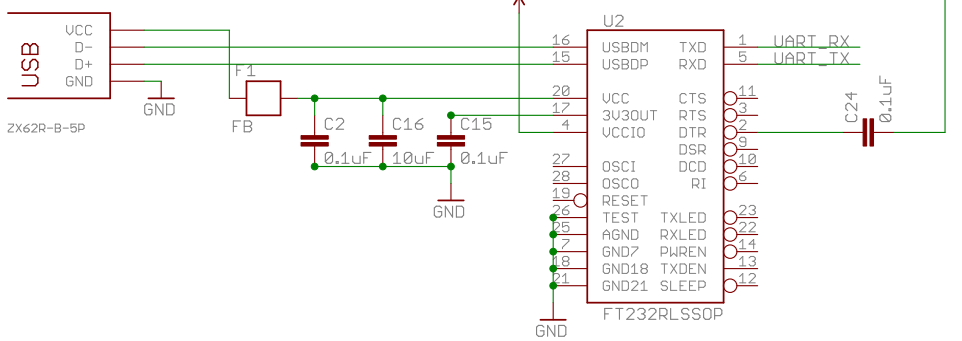 USB
VCC
D-
D+
GND
ZX62R-B-5P
GND
F1
FB
C2
0.1uF
C16
10uF
C15
0.1uF
GND
U2
16 USBDM TXD 1 UART_RX
15 USBDP RXD 5 UART_TX
20 VCC CTS 11
17 3V3OUT RTS 3
4 VCCIO DTR 2
DSR 9
27 OSCI DCD 10
28 OSCO RI 6
19 RESET
26 TEST TXLED 23
25 AGND RXLED 22
7 GND7 PWREN 14
18 GND18 TXDEN 13
21 GND21 SLEEP 12
FT232RLSSOP
GND
C24
0.1uF